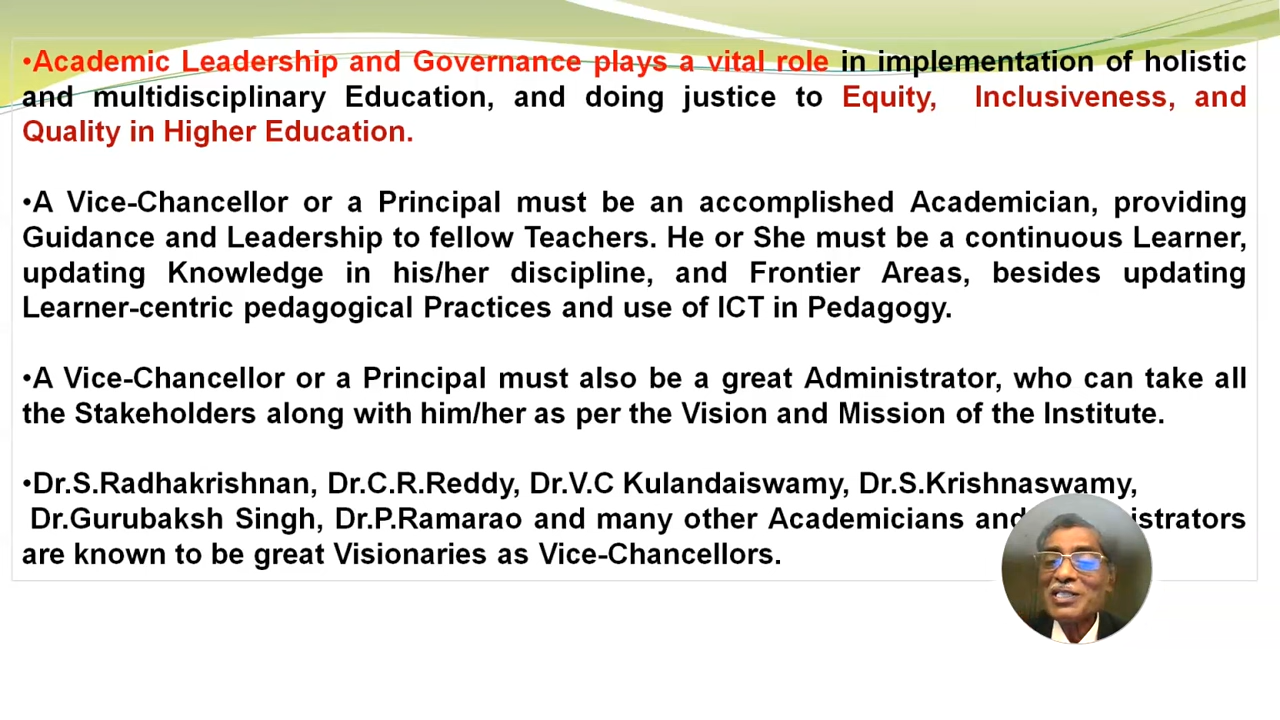 •Academic Leadership and Governance plays a vital role in implementation of holistic
and multidisciplinary Education, and doing justice to Equity, Inclusiveness, and
Quality in Higher Education.
•A Vice-Chancellor or a Principal must be an accomplished Academician, providing
Guidance and Leadership to fellow Teachers. He or She must be a continuous Learner,
updating Knowledge in his/her discipline, and Frontier Areas, besides updating
Learner-centric pedagogical Practices and use of ICT in Pedagogy.
•A Vice-Chancellor or a Principal must also be a great Administrator, who can take all
the Stakeholders along with him/her as per the Vision and Mission of the Institute.
•Dr.S.Radhakrishnan, Dr.C.R.Reddy, Dr.V.C Kulandaiswamy, Dr.S.Krishnaswamy,
Dr.Gurubaksh Singh, Dr.P.Ramarao and many other Academicians
are known to be great Visionaries as Vice-Chancellors.